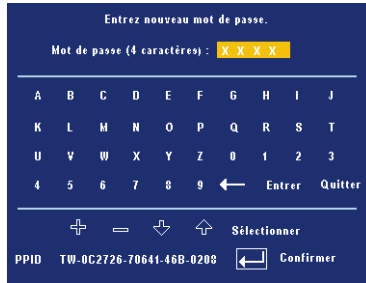 Entrez nouveau mot de passe.
Mot de passe (4 caractères) : X X X X
A B C D E F G H I J
K L M N O P Q R S T
U V W X Y Z 0 1 2 3
4 5 6 7 8 9 ← Entrer Quitter
Sélectionner
PPID TW-0C2726-70641-46B-0208 Confirmer